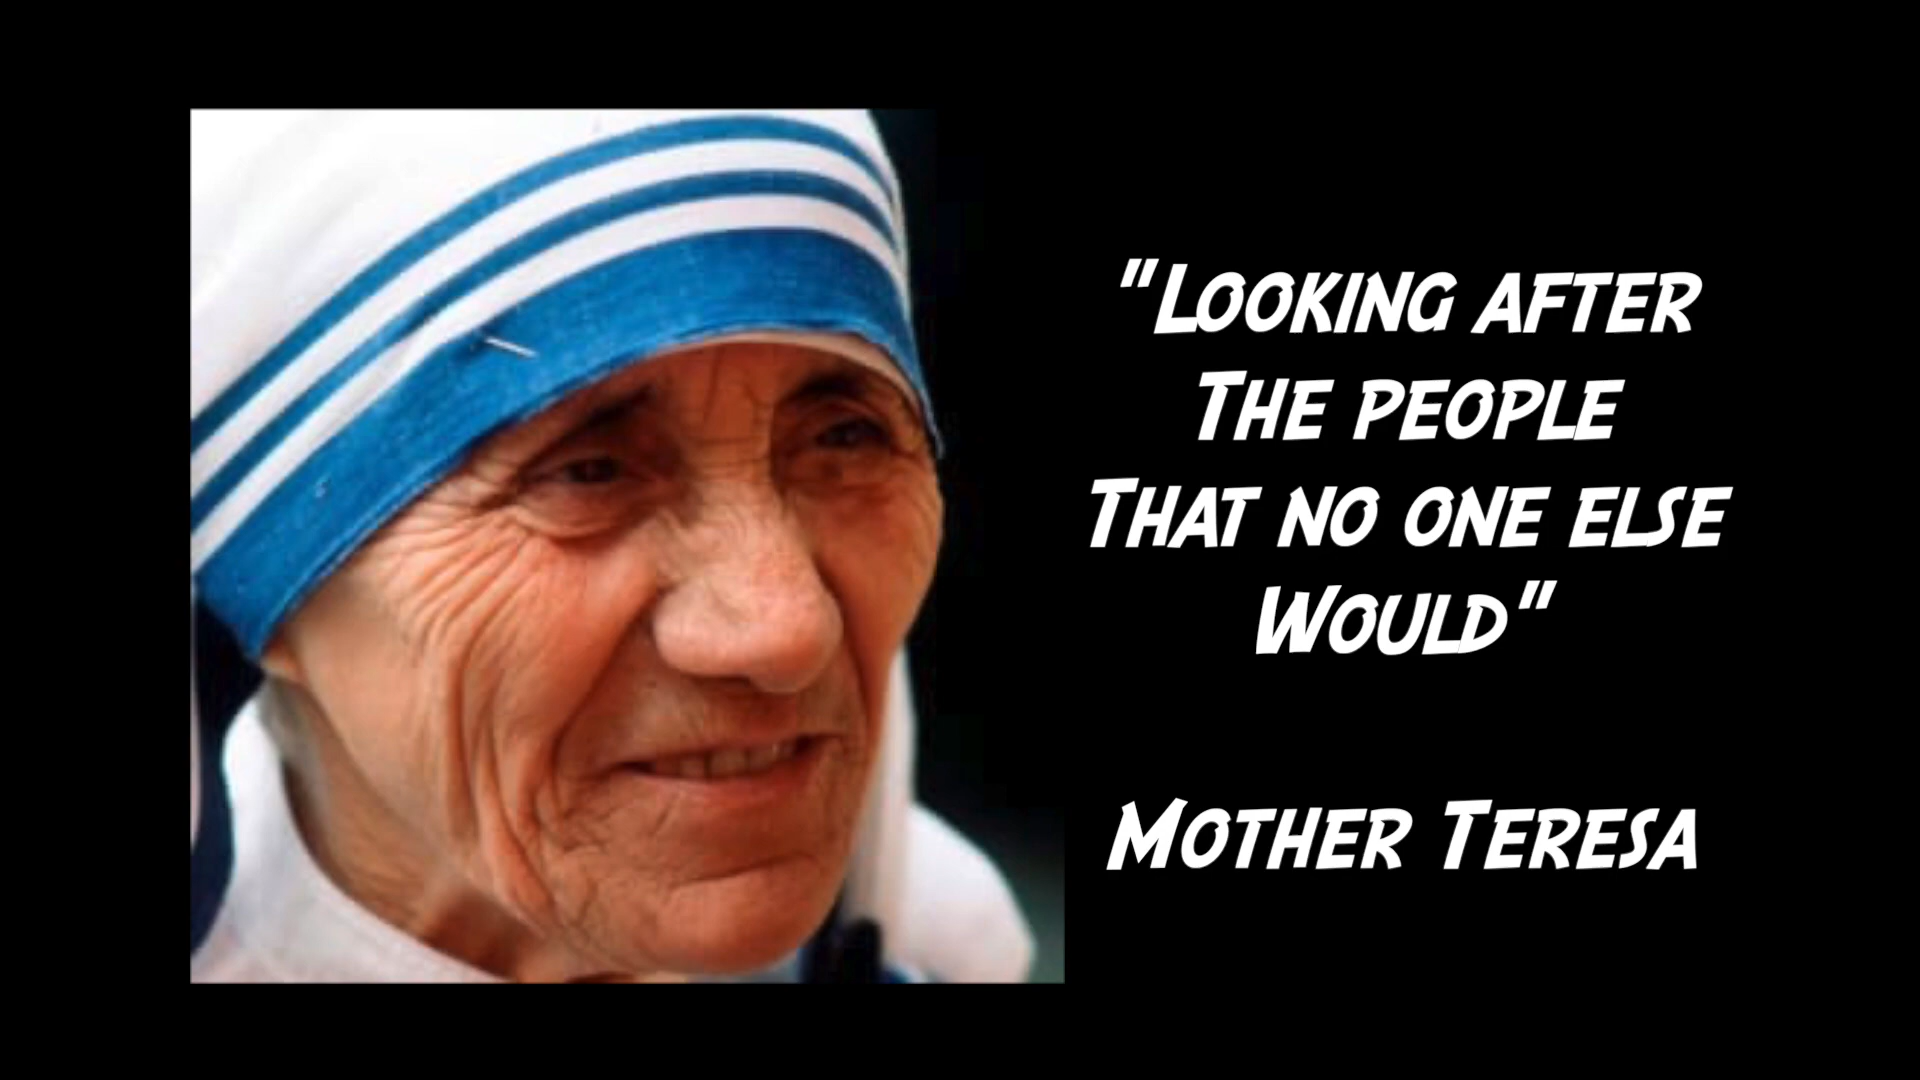 "Looking after
The people
That no one else
Would"
Mother Teresa